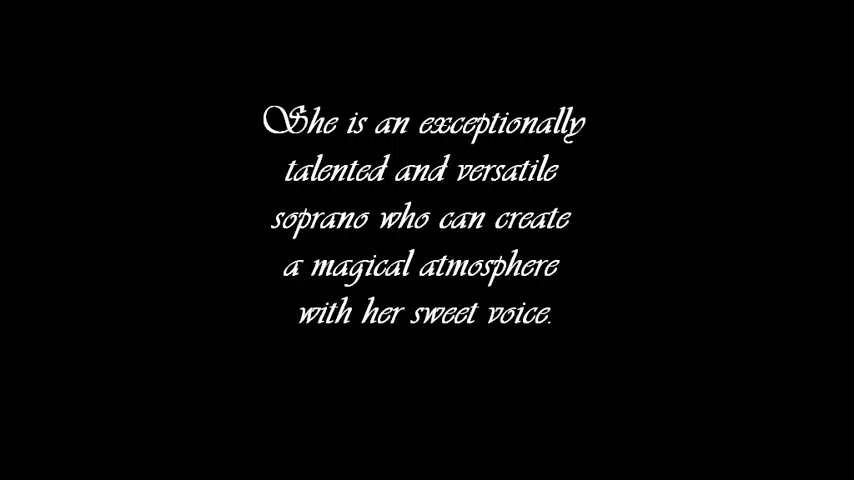 She is an exceptionally
talented and versatile
soprano who can create
a magical atmosphere
with her sweet voice.